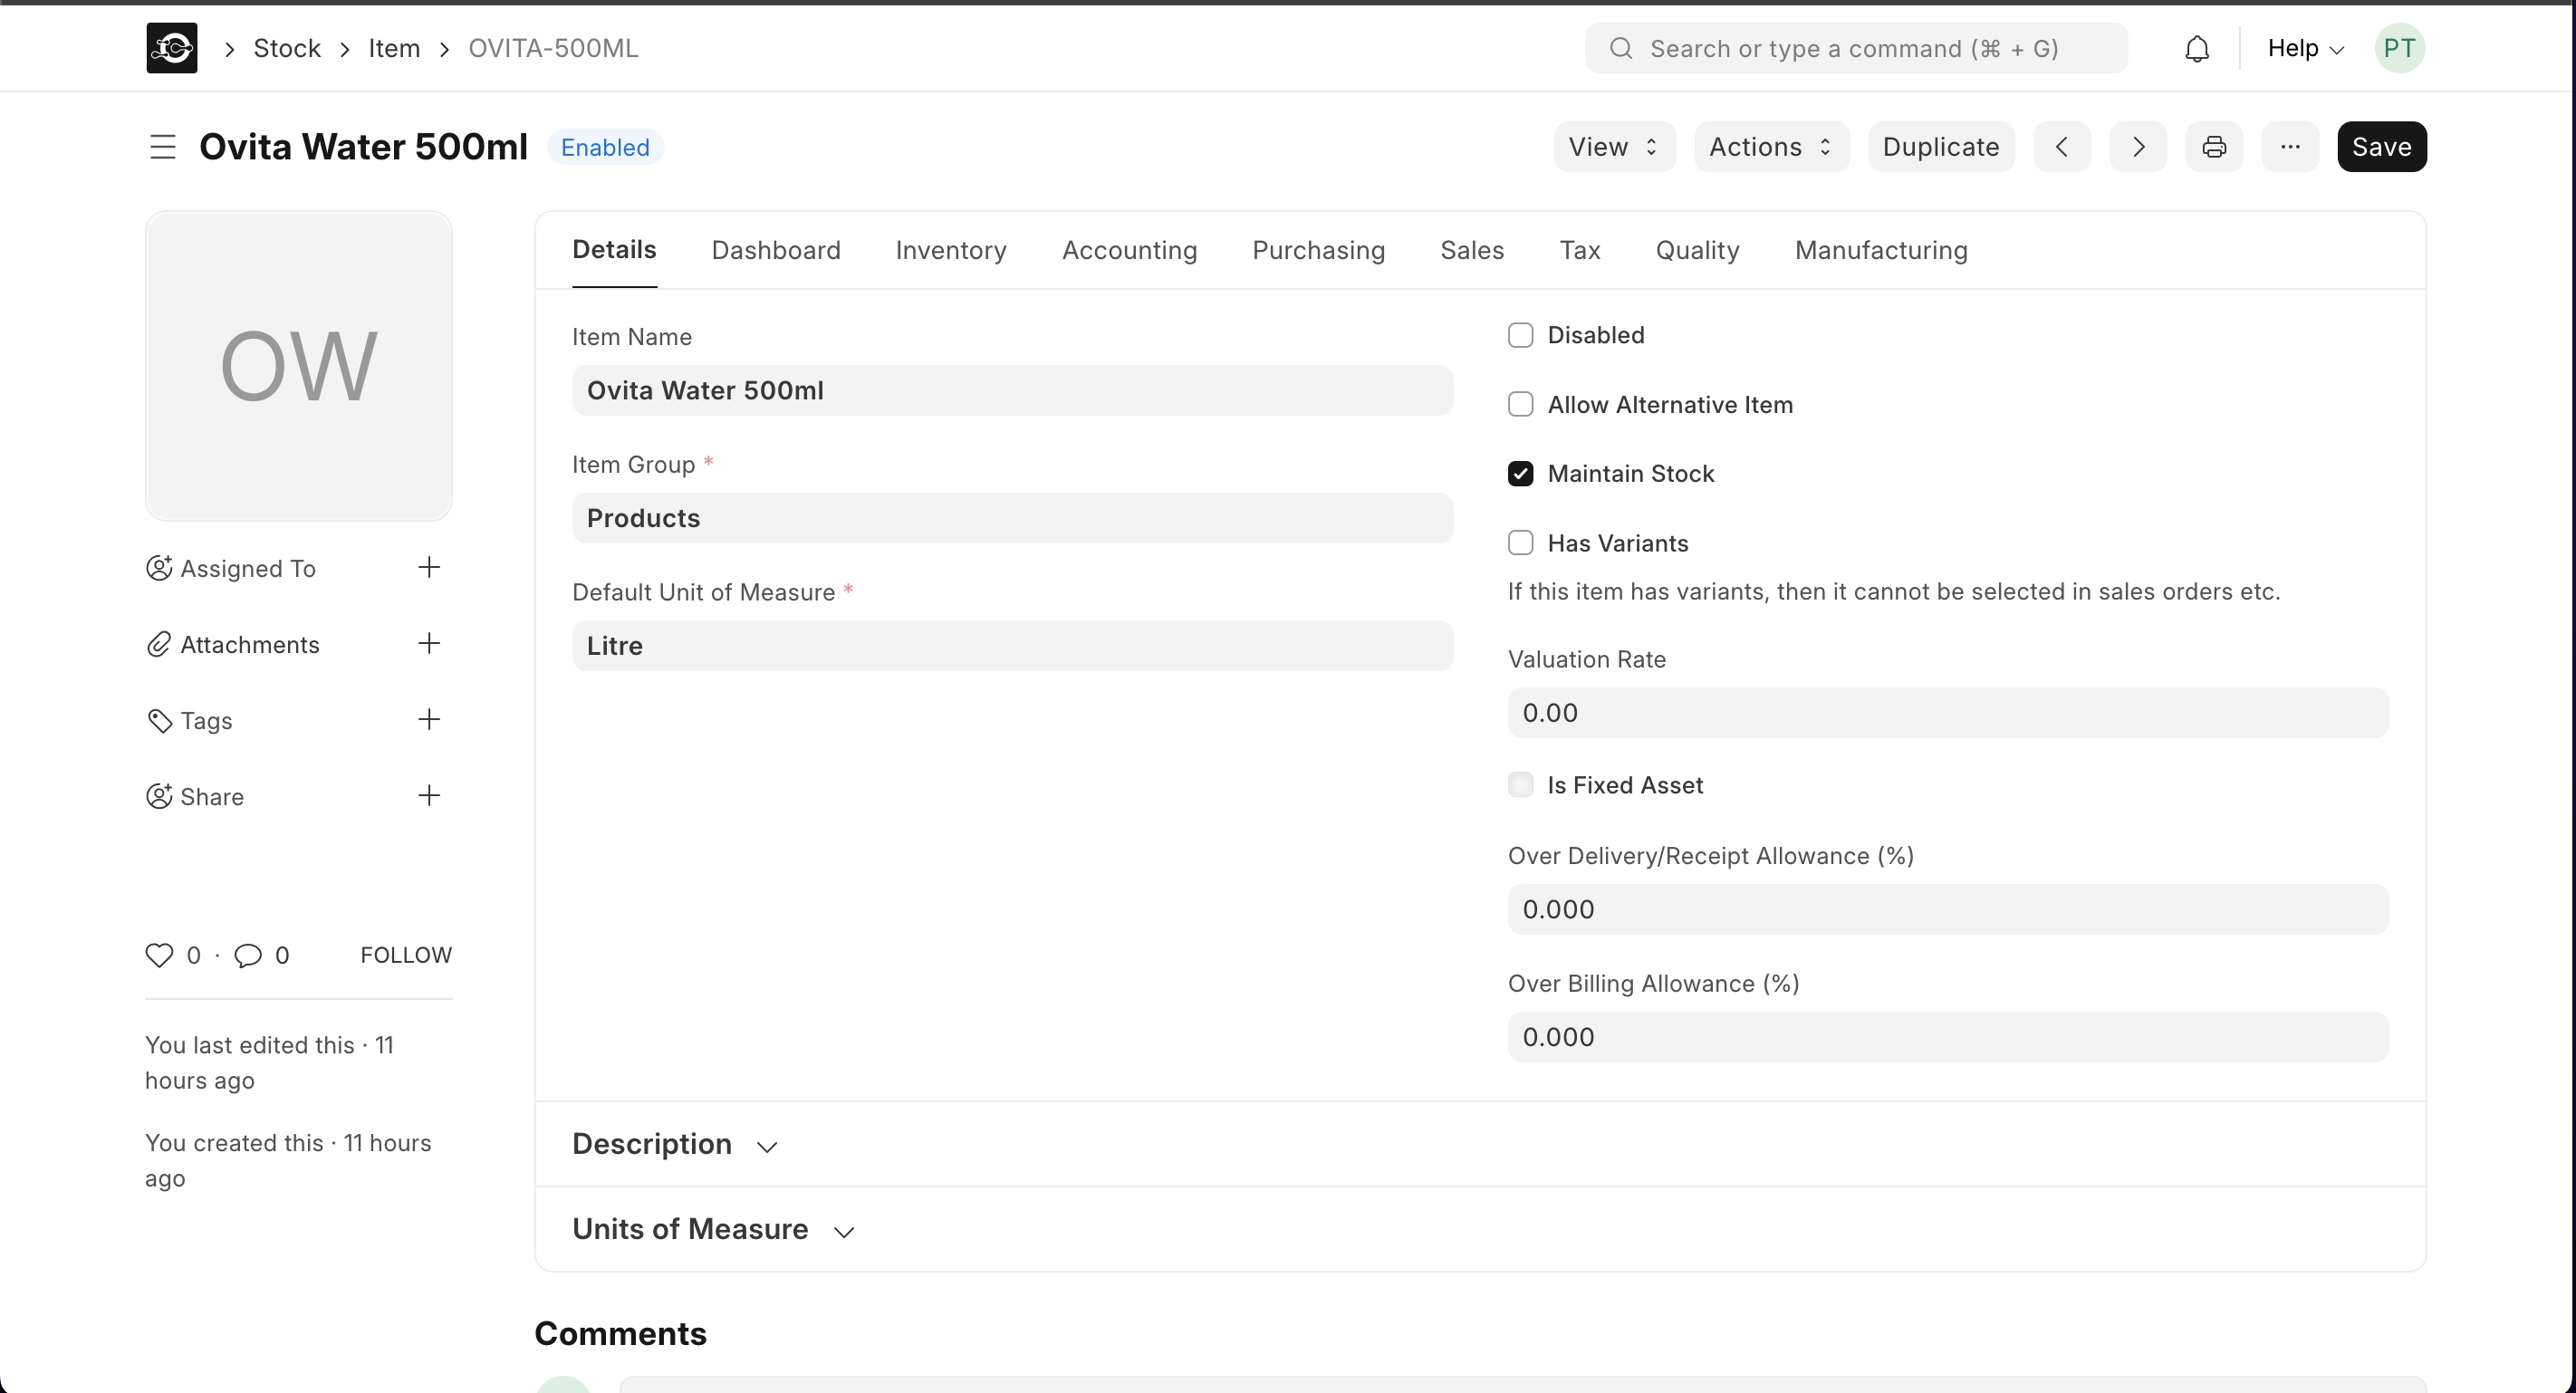 Stock
Item
OVITA-500ML
Search or type a command (⌘ + G)
Help
PT
Ovita Water 500ml
Enabled
View
Actions
Duplicate
Save
OW
Assigned To
Attachments
Tags
Share
0 · 0
FOLLOW
You last edited this · 11
hours ago
You created this · 11 hours
ago
Details
Dashboard
Inventory
Accounting
Purchasing
Sales
Tax
Quality
Manufacturing
Item Name
Ovita Water 500ml
Item Group *
Products
Default Unit of Measure *
Litre
Disabled
Allow Alternative Item
Maintain Stock
Has Variants
If this item has variants, then it cannot be selected in sales orders etc.
Valuation Rate
0.00
Is Fixed Asset
Over Delivery/Receipt Allowance (%)
0.000
Over Billing Allowance (%)
0.000
Description
Units of Measure
Comments